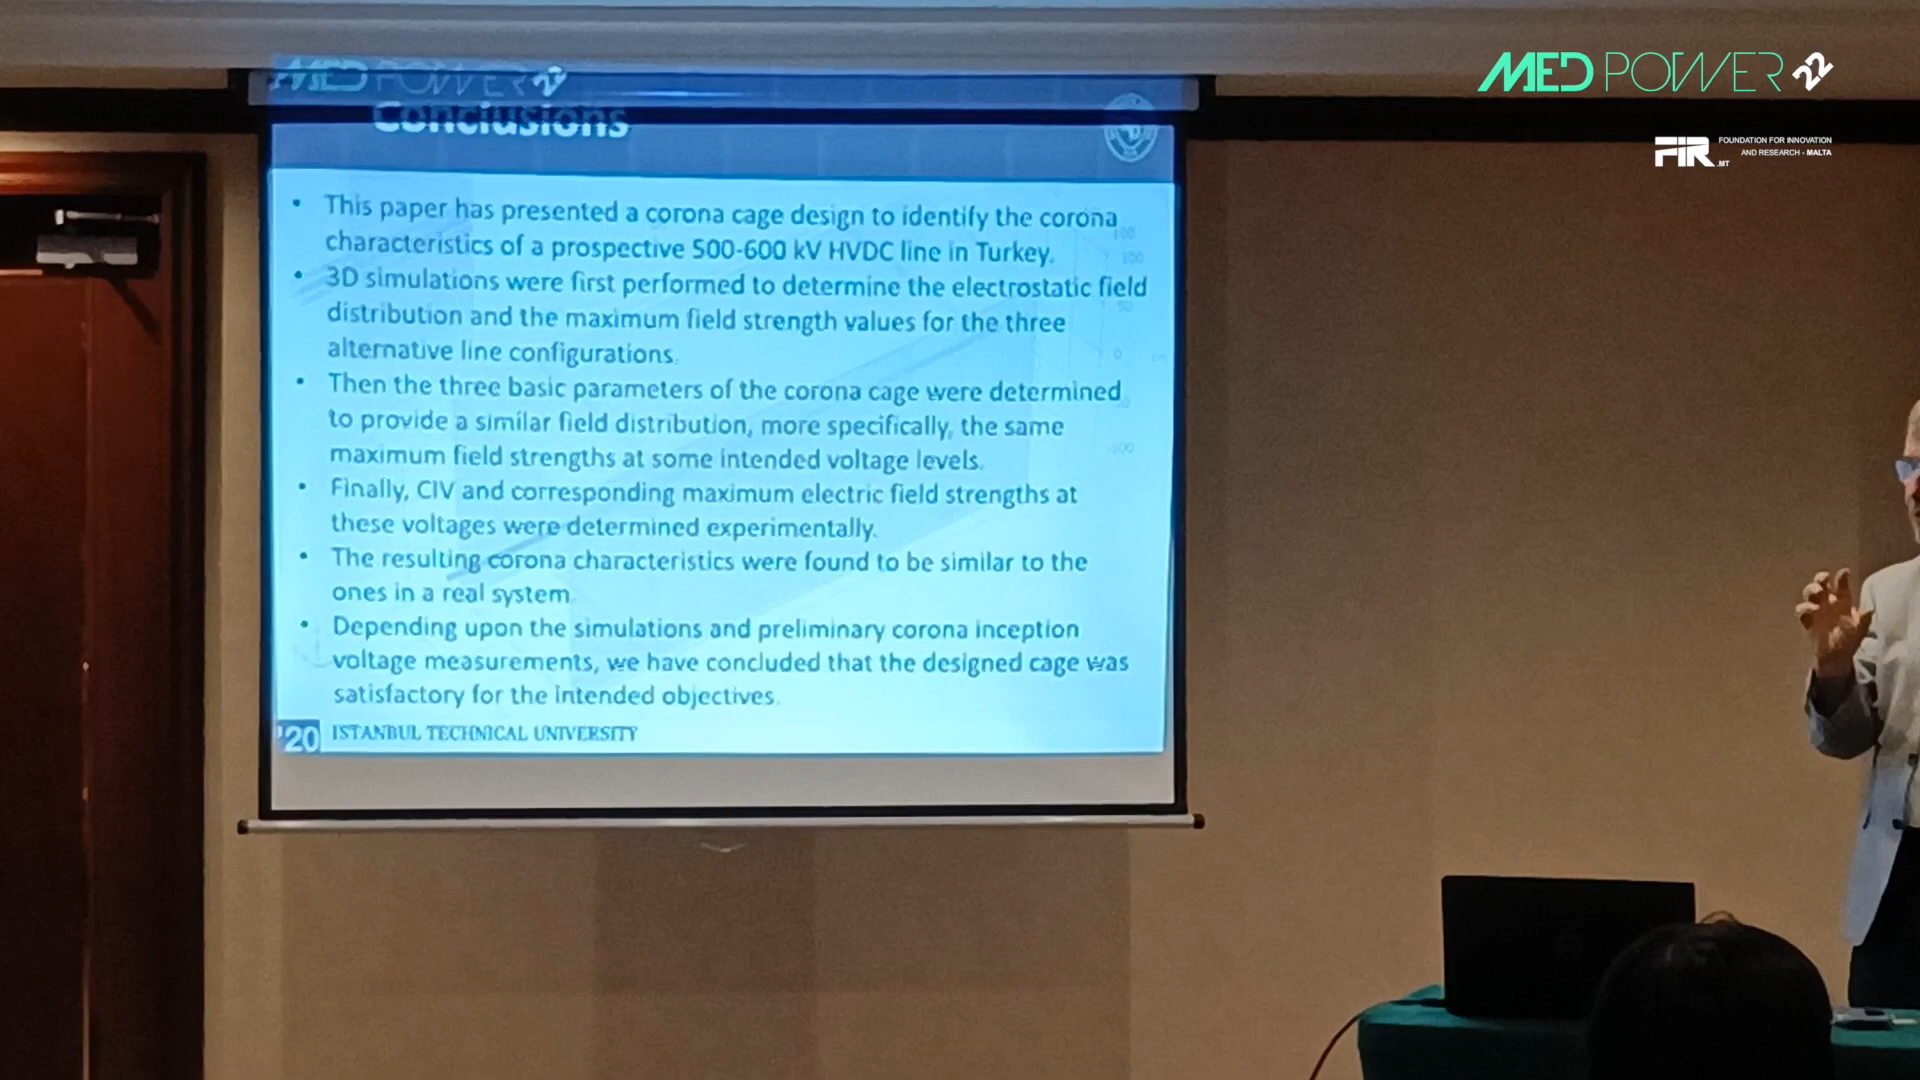 MED POWER 22
FIR.MT
FOUNDATION FOR INNOVATION
AND RESEARCH - MALTA
MED POWER 22
Conclusions
• This paper has presented a corona cage design to identify the corona
characteristics of a prospective 500-600 kV HVDC line in Turkey.
• 3D simulations were first performed to determine the electrostatic field
distribution and the maximum field strength values for the three
alternative line configurations.
• Then the three basic parameters of the corona cage were determined
to provide a similar field distribution, more specifically, the same
maximum field strengths at some intended voltage levels.
• Finally, CIV and corresponding maximum electric field strengths at
these voltages were determined experimentally.
• The resulting corona characteristics were found to be similar to the
ones in a real system.
• Depending upon the simulations and preliminary corona inception
voltage measurements, we have concluded that the designed cage was
satisfactory for the intended objectives.
'20 ISTANBUL TECHNICAL UNIVERSITY